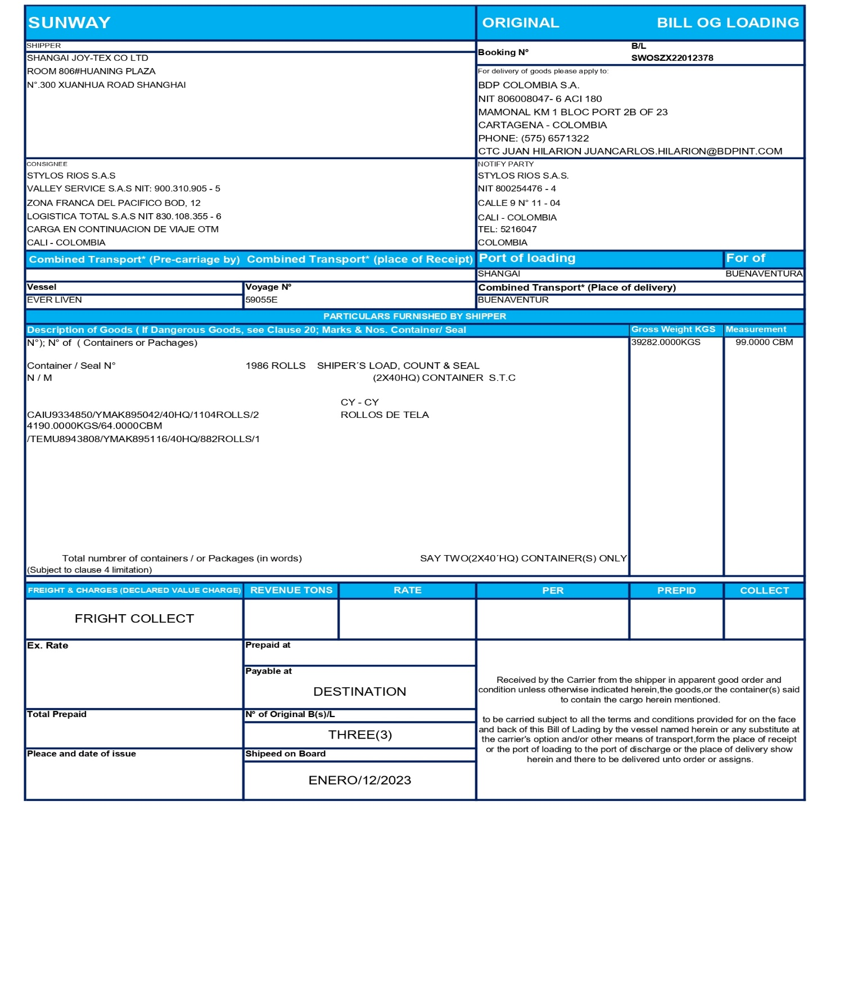 SUNWAY
ORIGINAL BILL OG LOADING
SHIPPER
SHANGAI JOY-TEX CO LTD
ROOM 806#HUANING PLAZA
N°.300 XUANHUA ROAD SHANGHAI
Booking N°
B/L
SWOSZX22012378
For delivery of goods please apply to:
BDP COLOMBIA S.A.
NIT 806008047- 6 ACI 180
MAMONAL KM 1 BLOC PORT 2B OF 23
CARTAGENA - COLOMBIA
PHONE: (575) 6571322
CTC JUAN HILARION JUANCARLOS.HILARION@BDPINT.COM
CONSIGNEE
STYLOS RIOS S.A.S
VALLEY SERVICE S.A.S NIT: 900.310.905 - 5
ZONA FRANCA DEL PACIFICO BOD, 12
LOGISTICA TOTAL S.A.S NIT 830.108.355 - 6
CARGA EN CONTINUACION DE VIAJE OTM
CALI - COLOMBIA
NOTIFY PARTY
STYLOS RIOS S.A.S.
NIT 800254476 - 4
CALLE 9 N° 11 - 04
CALI - COLOMBIA
TEL: 5216047
COLOMBIA
Combined Transport* (Pre-carriage by) Combined Transport* (place of Receipt)
Port of loading
For of
SHANGAI
BUENAVENTURA
Vessel
Voyage N°
Combined Transport* (Place of delivery)
EVER LIVEN
59055E
BUENAVENTUR
PARTICULARS FURNISHED BY SHIPPER
Description of Goods ( If Dangerous Goods, see Clause 20; Marks & Nos. Container/ Seal
Gross Weight KGS
Measurement
N°); N° of ( Containers or Pachages)
39282.0000KGS
99.0000 CBM
Container / Seal N°
1986 ROLLS SHIPER´S LOAD, COUNT & SEAL
N / M
(2X40HQ) CONTAINER S.T.C
CY - CY
CAIU9334850/YMAK895042/40HQ/1104ROLLS/2
ROLLOS DE TELA
4190.0000KGS/64.0000CBM
/TEMU8943808/YMAK895116/40HQ/882ROLLS/1
Total numbrer of containers / or Packages (in words)
SAY TWO(2X40´HQ) CONTAINER(S) ONLY
(Subject to clause 4 limitation)
FREIGHT & CHARGES (DECLARED VALUE CHARGE)
REVENUE TONS
RATE
PER
PREPID
COLLECT
FRIGHT COLLECT
Ex. Rate
Prepaid at
Payable at
DESTINATION
Total Prepaid
N° of Original B(s)/L
THREE(3)
Pleace and date of issue
Shipeed on Board
ENERO/12/2023
Received by the Carrier from the shipper in apparent good order and
condition unless otherwise indicated herein,the goods,or the container(s) said
to contain the cargo herein mentioned.
to be carried subject to all the terms and conditions provided for on the face
and back of this Bill of Lading by the vessel named herein or any substitute at
the carrier's option and/or other means of transport,form the place of receipt
or the port of loading to the port of discharge or the place of delivery show
herein and there to be delivered unto order or assigns.